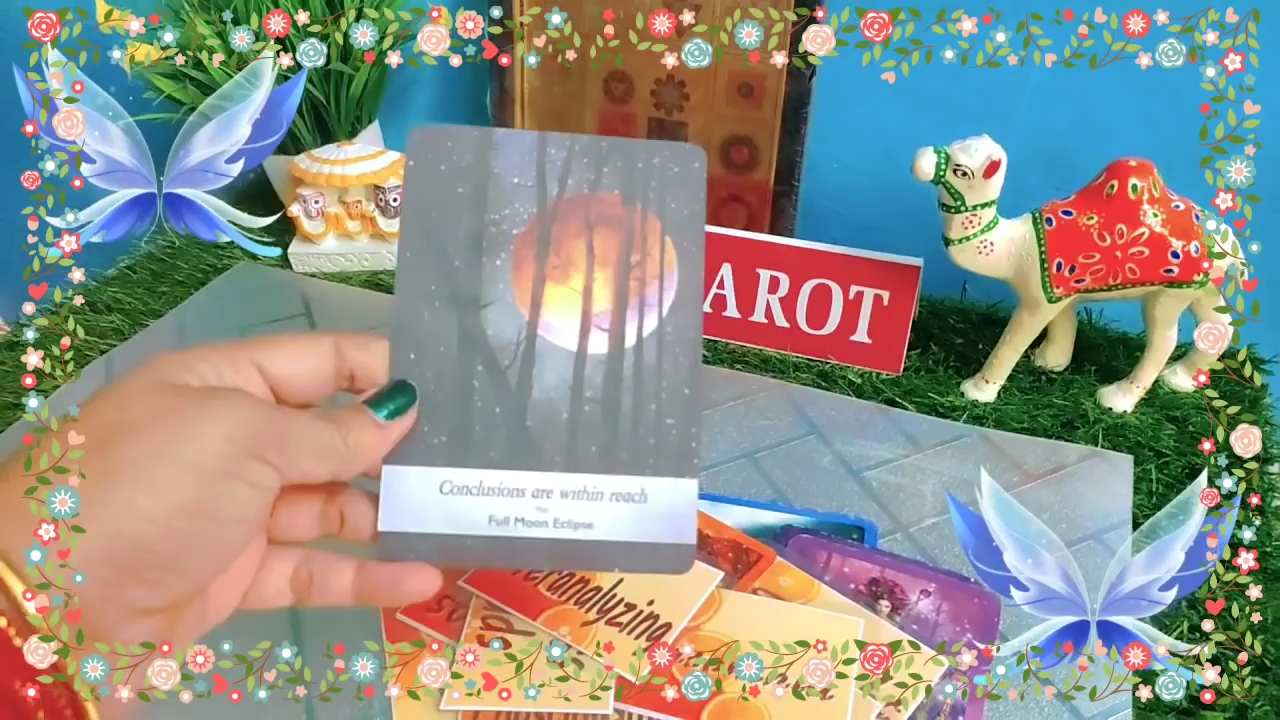 AROT
Conclusions are within reach
Full Moon Eclipse
eranalyzing